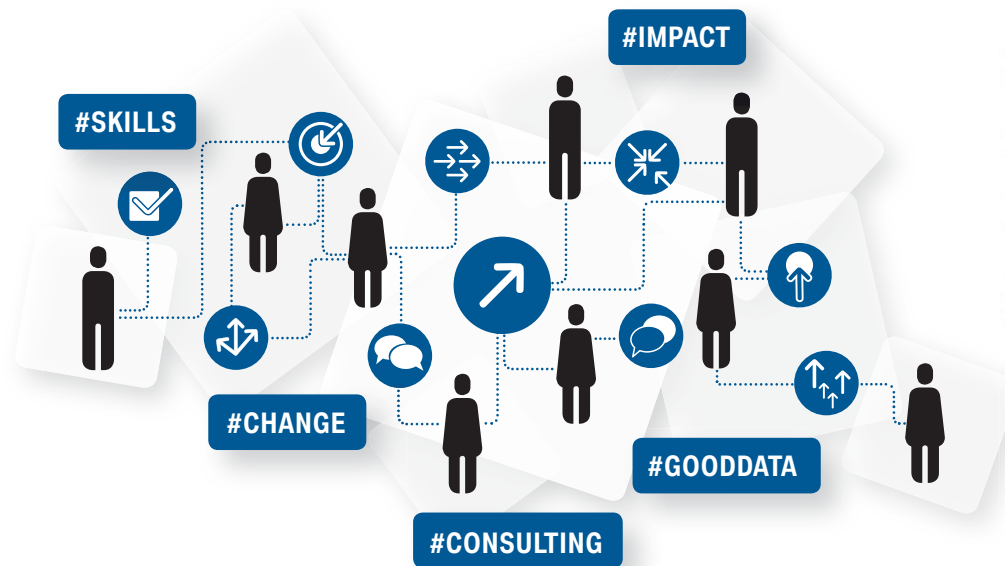 #IMPACT
#SKILLS
#CHANGE
#GOODDATA
#CONSULTING